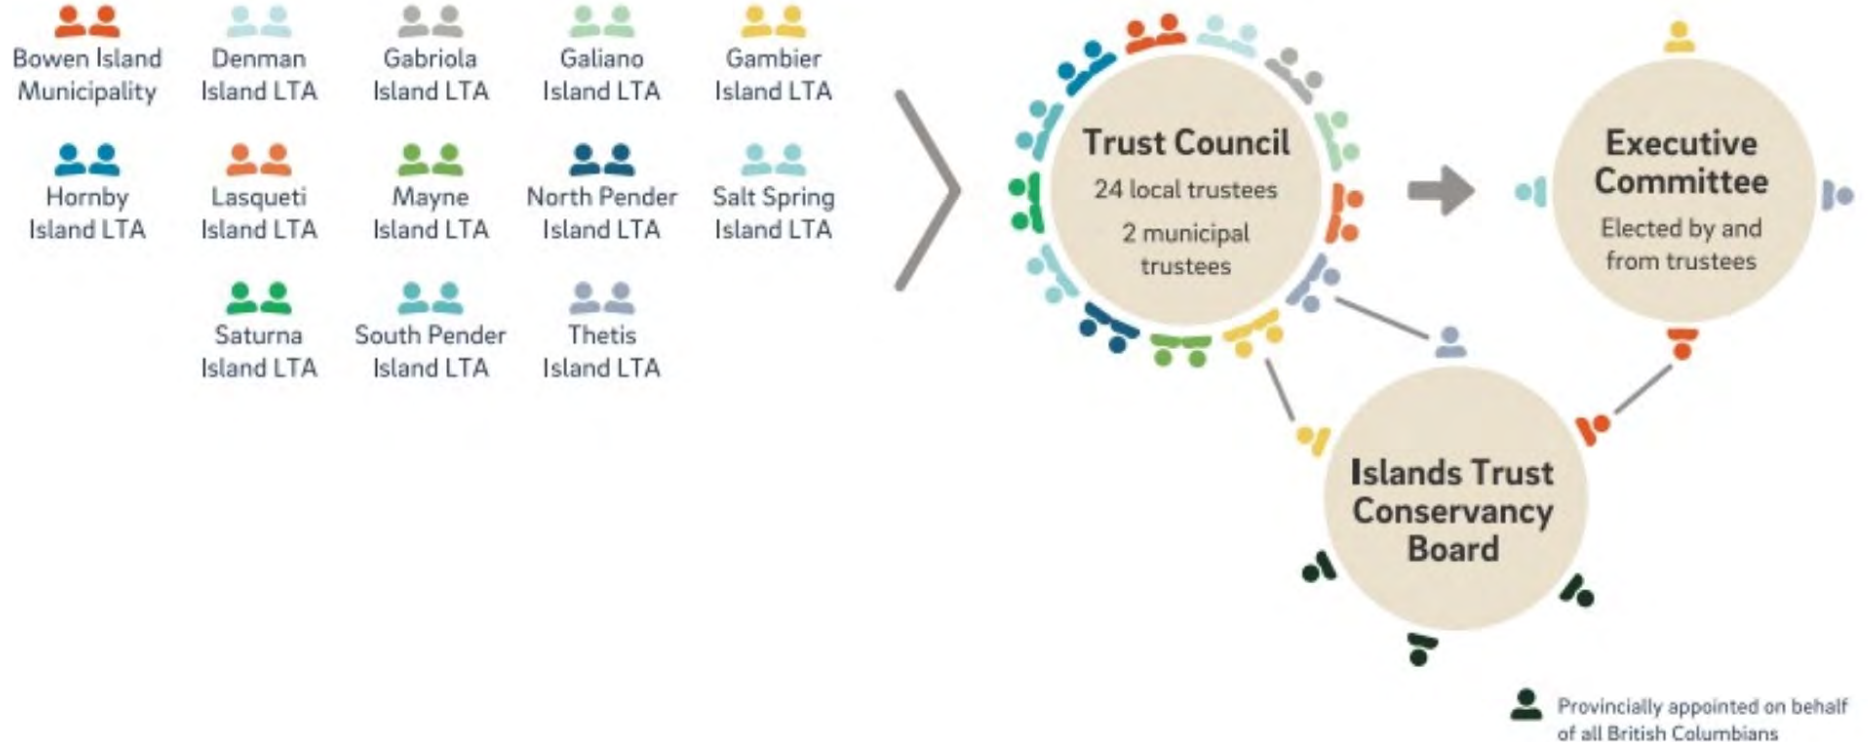 Bowen Island
Municipality
Denman
Island LTA
Gabriola
Island LTA
Galiano
Island LTA
Gambier
Island LTA
Hornby
Island LTA
Lasqueti
Island LTA
Mayne
Island LTA
North Pender
Island LTA
Salt Spring
Island LTA
Saturna
Island LTA
South Pender
Island LTA
Thetis
Island LTA
Trust Council
24 local trustees
2 municipal
trustees
Executive
Committee
Elected by and
from trustees
Islands Trust
Conservancy
Board
Provincially appointed on behalf
of all British Columbians